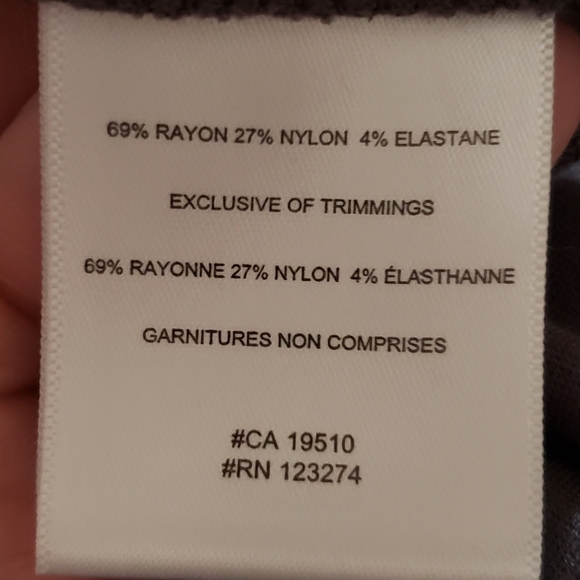 69% RAYON 27% NYLON 4% ELASTANE
EXCLUSIVE OF TRIMMINGS
69% RAYONNE 27% NYLON 4% ÉLASTHANNE
GARNITURES NON COMPRISES
#CA 19510
#RN 123274